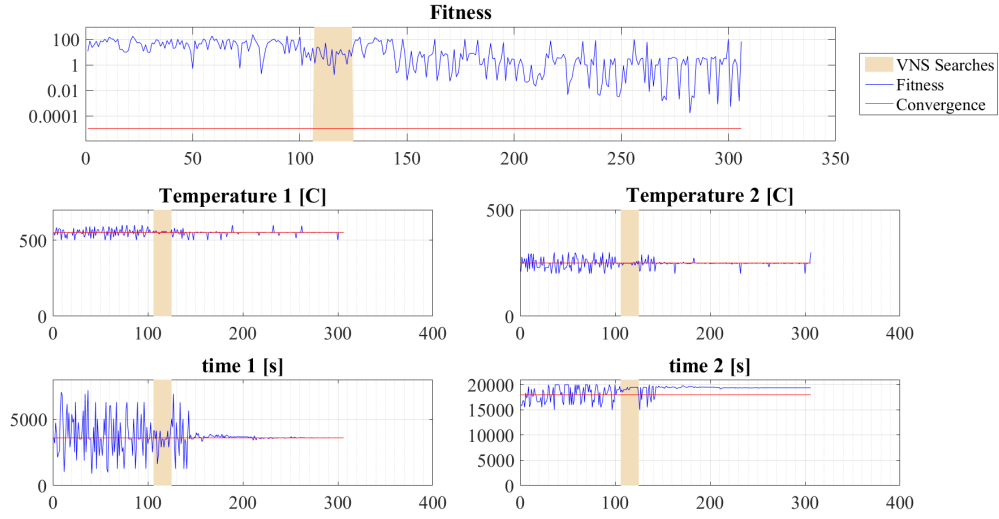 Fitness
100
1
0.01
0.0001
0 50 100 150 200 250 300 350
VNS Searches
Fitness
Convergence
Temperature 1 [C]
500
0
0 100 200 300 400
Temperature 2 [C]
500
0
0 100 200 300 400
time 1 [s]
5000
0
0 100 200 300 400
time 2 [s]
20000
15000
10000
5000
0
0 100 200 300 400